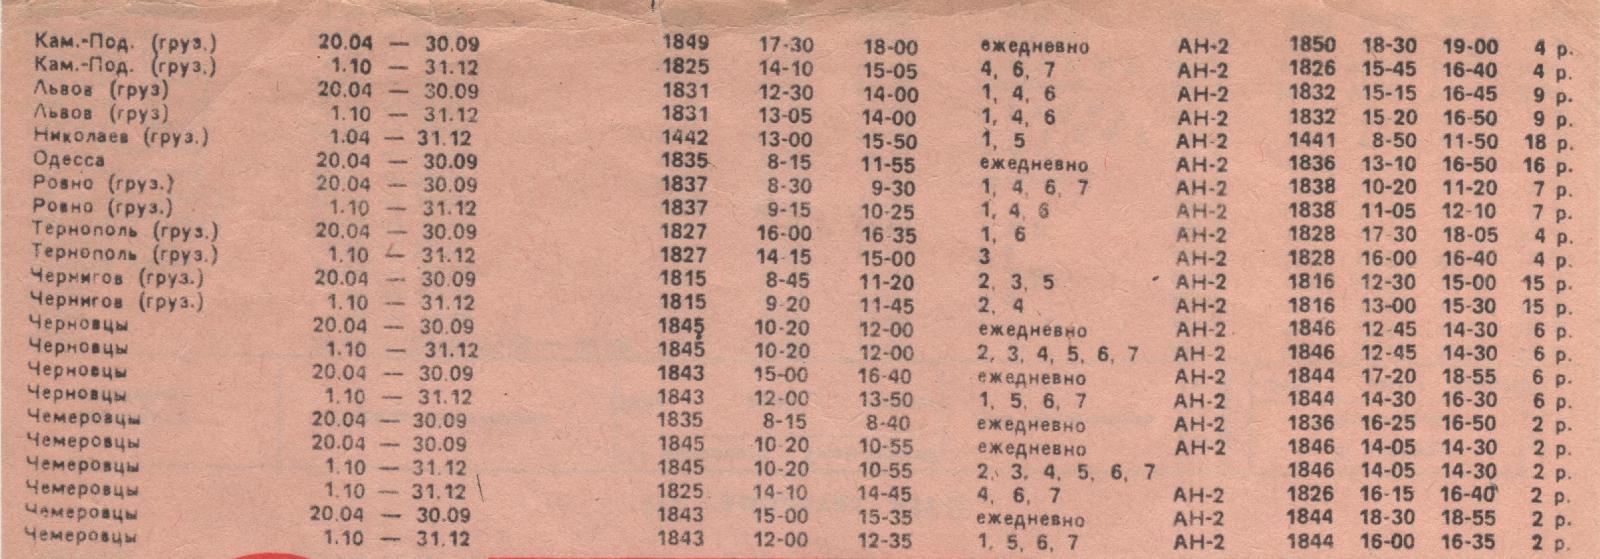 Кам.-Под. (груз.) 20.04 — 30.09 1849 17-30 18-00 ежедневно АН-2 1850 18-30 19-00 4 р.
Кам.-Под. (груз.) 1.10 — 31.12 1825 14-10 15-05 4, 6, 7 АН-2 1826 15-45 16-40 4 р.
Львов (груз) 20.04 — 30.09 1831 12-30 14-00 1, 4, 6 АН-2 1832 15-15 16-45 9 р.
Львов (груз) 1.10 — 31.12 1831 13-05 14-00 1, 4, 6 АН-2 1832 15-20 16-50 9 р.
Николаев (груз.) 1.04 — 31.12 1442 13-00 15-50 1, 5 АН-2 1441 8-50 11-50 18 р.
Одесса 20.04 — 30.09 1835 8-15 11-55 ежедневно АН-2 1836 13-10 16-50 16 р.
Ровно (груз.) 20.04 — 30.09 1837 8-30 9-30 1, 4, 6, 7 АН-2 1838 10-20 11-20 7 р.
Ровно (груз.) 1.10 — 31.12 1837 9-15 10-25 1, 4, 6 АН-2 1838 11-05 12-10 7 р.
Тернополь (груз.) 20.04 — 30.09 1827 16-00 16-35 1, 6 АН-2 1828 17-30 18-05 4 р.
Тернополь (груз.) 1.10 — 31.12 1827 14-15 15-00 3 АН-2 1828 16-00 16-40 4 р.
Чернигов (груз.) 20.04 — 30.09 1815 8-45 11-20 2, 3, 5 АН-2 1816 12-30 15-00 15 р.
Чернигов (груз.) 1.10 — 31.12 1815 9-20 11-45 2, 4 АН-2 1816 13-00 15-30 15 р.
Черновцы 20.04 — 30.09 1845 10-20 12-00 ежедневно АН-2 1846 12-45 14-30 6 р.
Черновцы 1.10 — 31.12 1845 10-20 12-00 2, 3, 4, 5, 6, 7 АН-2 1846 12-45 14-30 6 р.
Черновцы 20.04 — 30.09 1843 15-00 16-40 ежедневно АН-2 1844 17-20 18-55 6 р.
Черновцы 1.10 — 31.12 1843 12-00 13-50 1, 5, 6, 7 АН-2 1844 14-30 16-30 6 р.
Чемеровцы 20.04 — 30.09 1835 8-15 8-40 ежедневно АН-2 1836 16-25 16-50 2 р.
Чемеровцы 20.04 — 30.09 1845 10-20 10-55 ежедневно АН-2 1846 14-05 14-30 2 р.
Чемеровцы 1.10 — 31.12 1845 10-20 10-55 2, 3, 4, 5, 6, 7 1846 14-05 14-30 2 р.
Чемеровцы 1.10 — 31.12 1825 14-10 14-45 4, 6, 7 АН-2 1826 16-15 16-40 2 р.
Чемеровцы 20.04 — 30.09 1843 15-00 15-35 ежедневно АН-2 1844 18-30 18-55 2 р.
Чемеровцы 1.10 — 31.12 1843 12-00 12-35 1, 5, 6, 7 АН-2 1844 16-00 16-35 2 р.